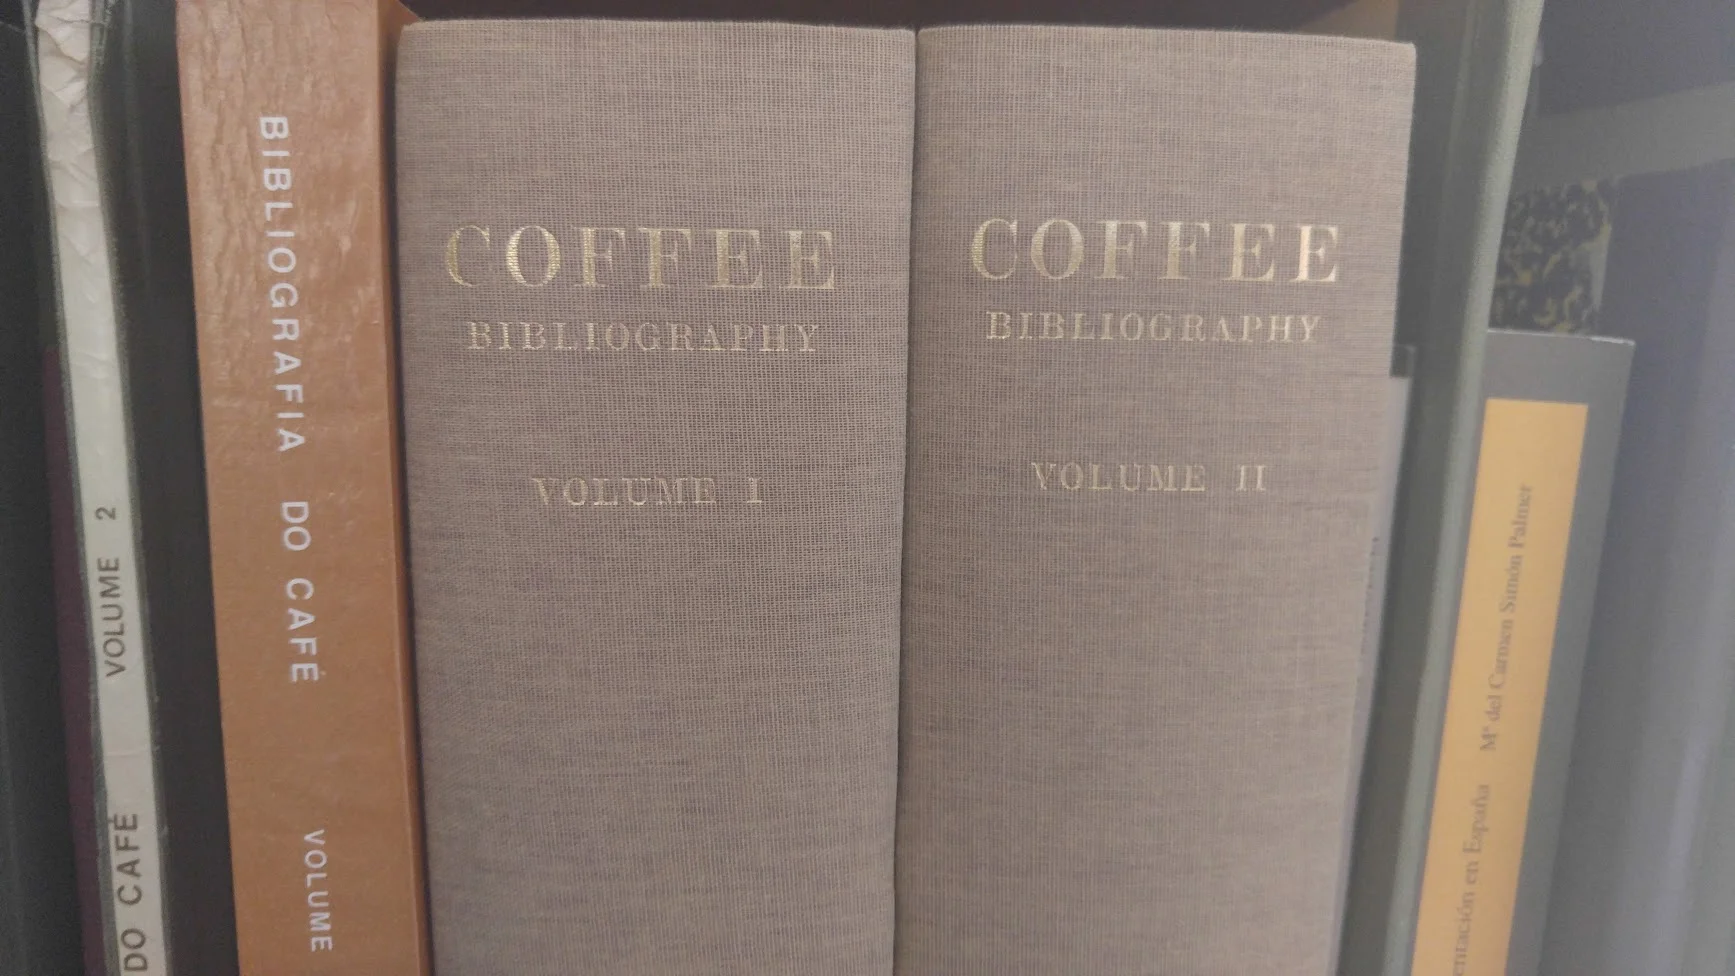 DO CAFÉ VOLUME 2
BIBLIOGRAFIA DO CAFÉ VOLUME
COFFEE
BIBLIOGRAPHY
VOLUME I
COFFEE
BIBLIOGRAPHY
VOLUME II
en España Mª del Carmen Simón Palmer